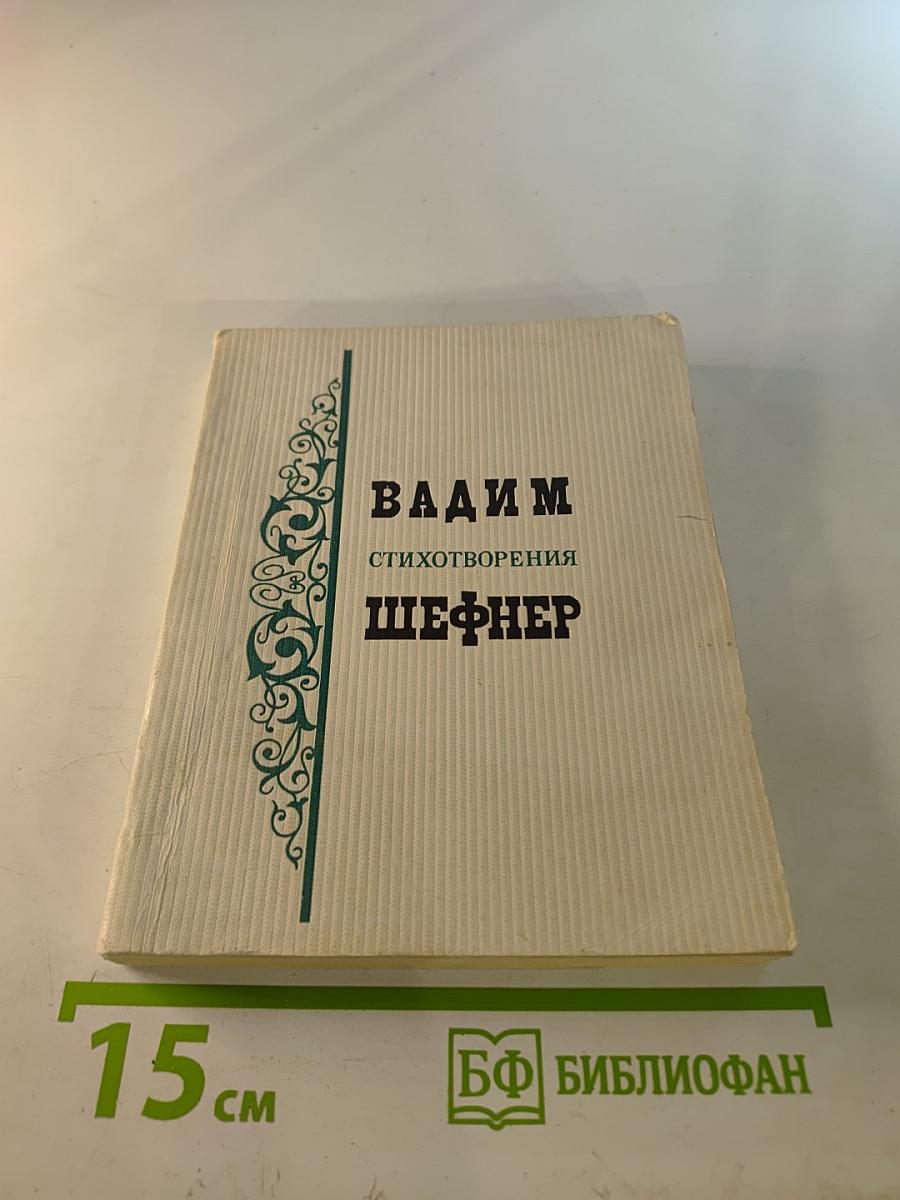 ВАДИМ
СТИХОТВОРЕНИЯ
ШЕФНЕР
15 см
БФ БИБЛИОФАН